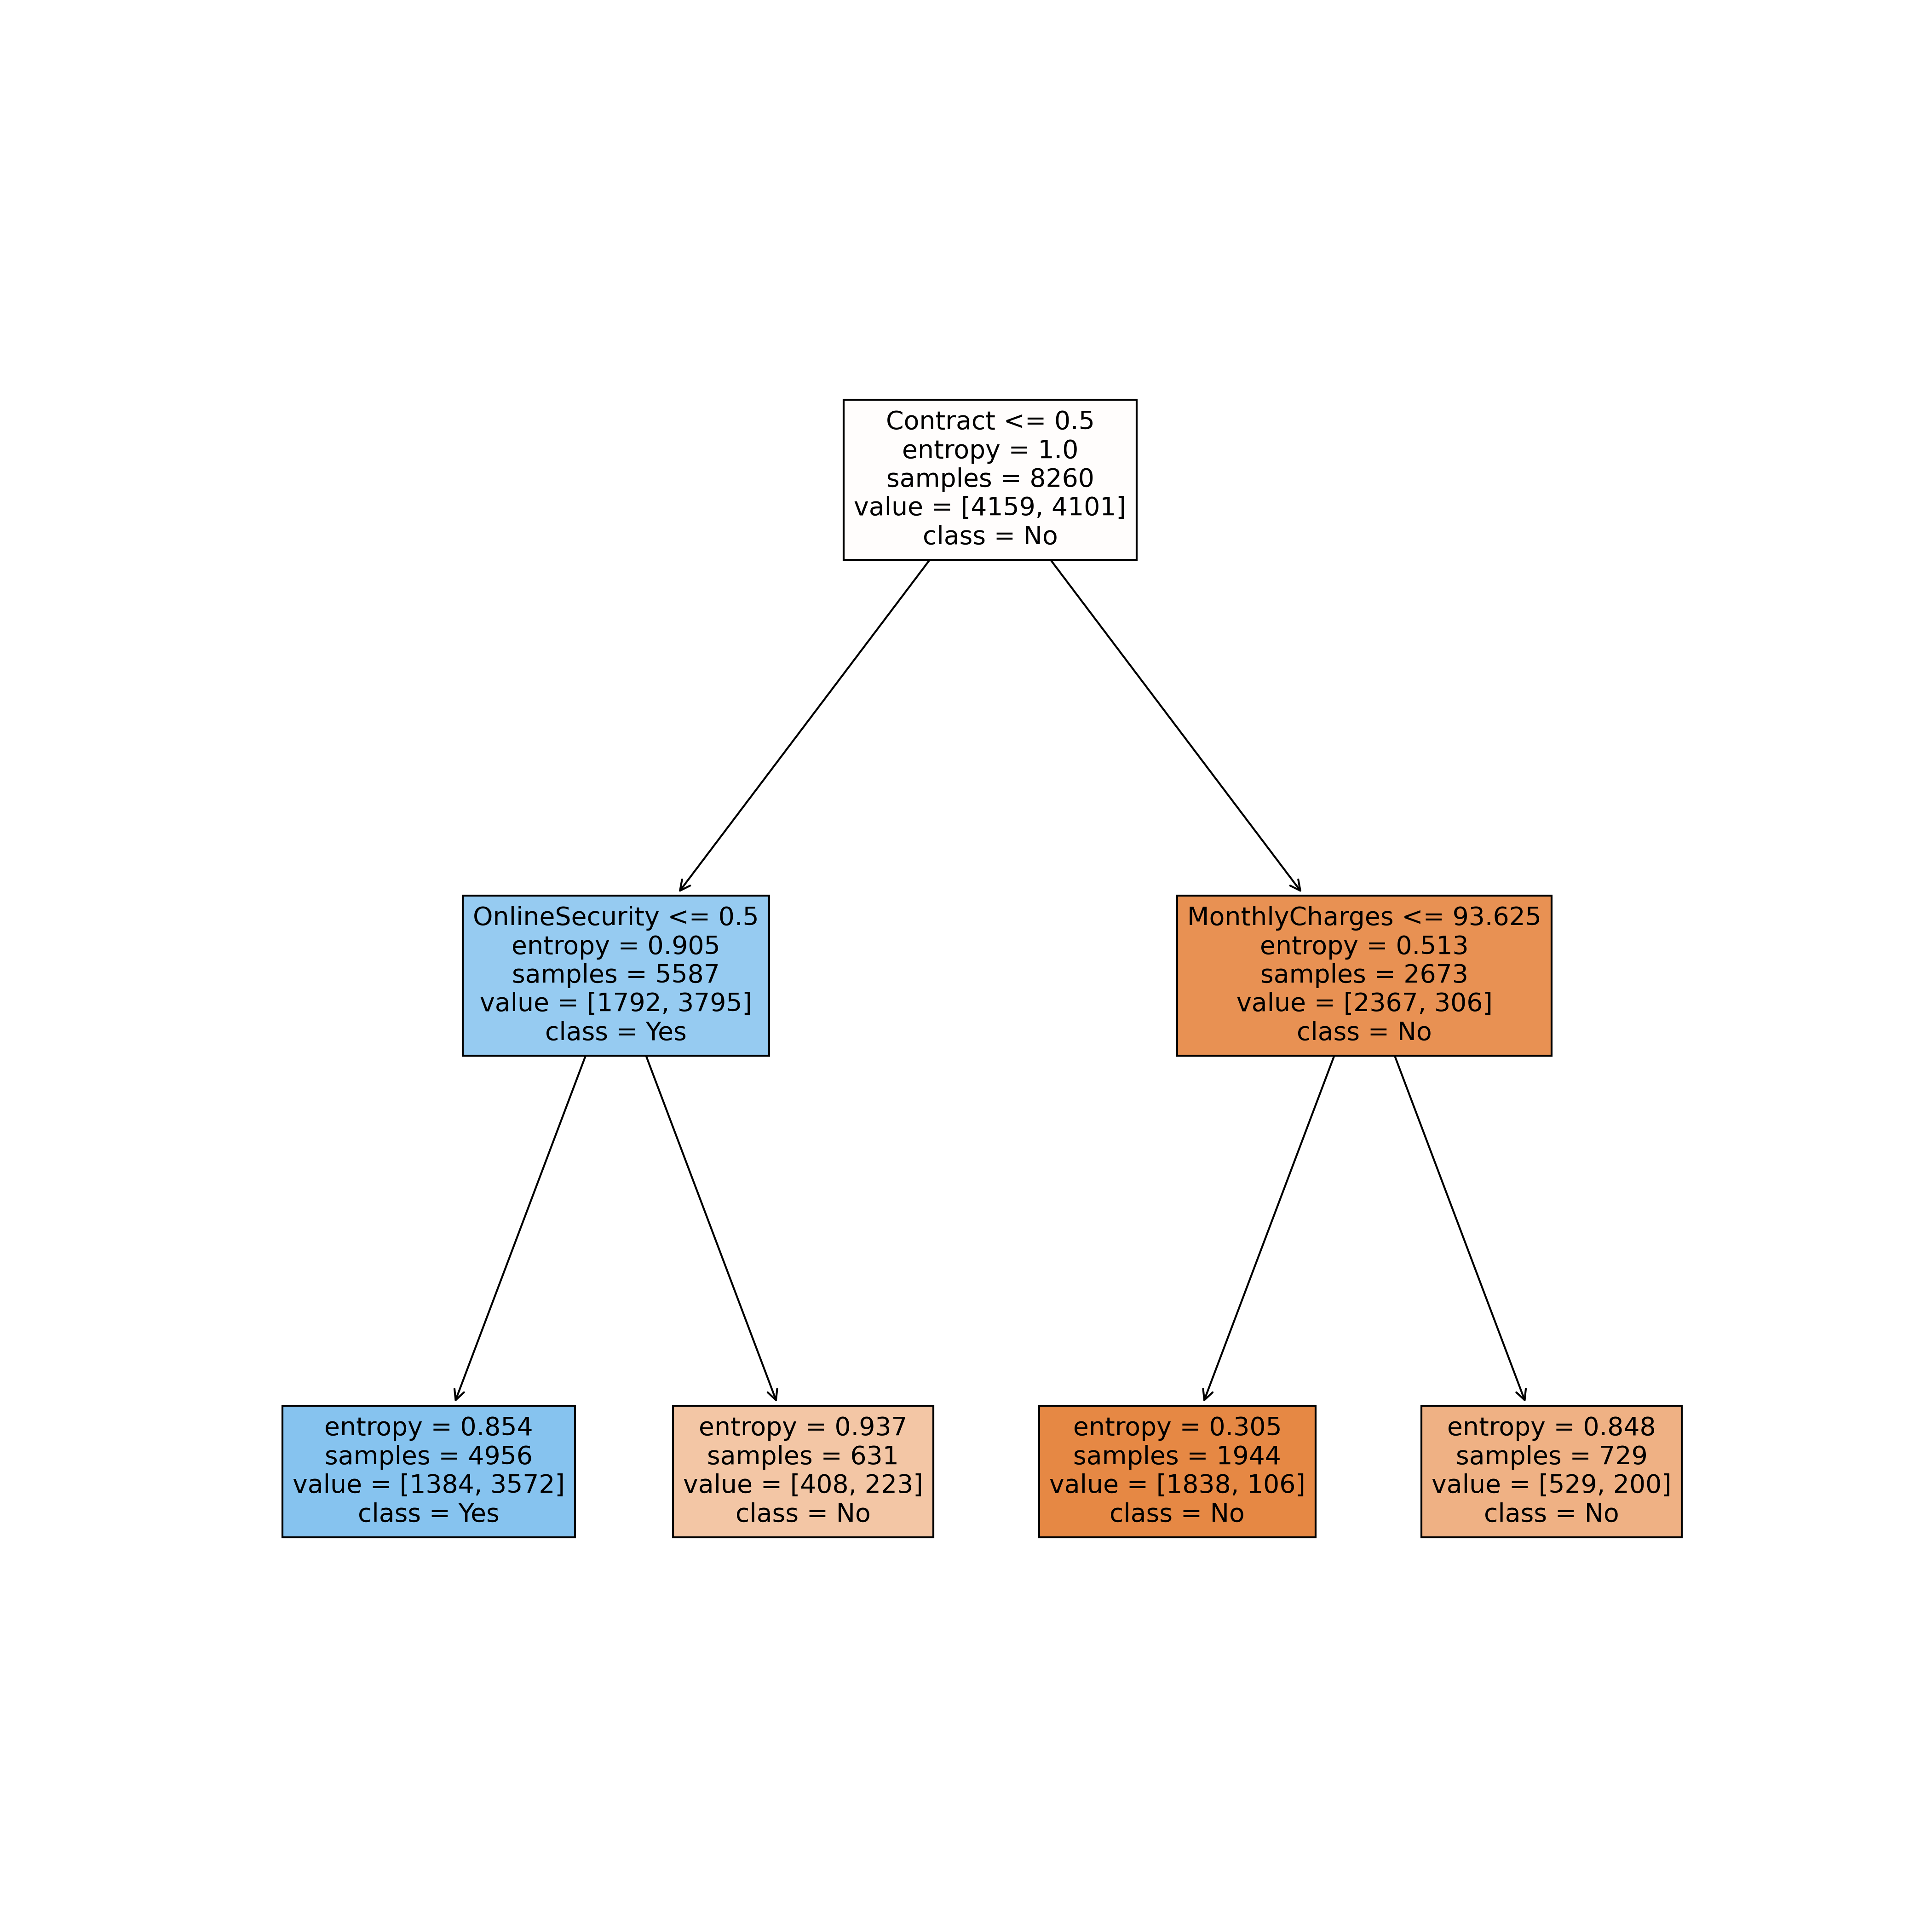 Contract <= 0.5
entropy = 1.0
samples = 8260
value = [4159, 4101]
class = No
OnlineSecurity <= 0.5
entropy = 0.905
samples = 5587
value = [1792, 3795]
class = Yes
MonthlyCharges <= 93.625
entropy = 0.513
samples = 2673
value = [2367, 306]
class = No
entropy = 0.854
samples = 4956
value = [1384, 3572]
class = Yes
entropy = 0.937
samples = 631
value = [408, 223]
class = No
entropy = 0.305
samples = 1944
value = [1838, 106]
class = No
entropy = 0.848
samples = 729
value = [529, 200]
class = No